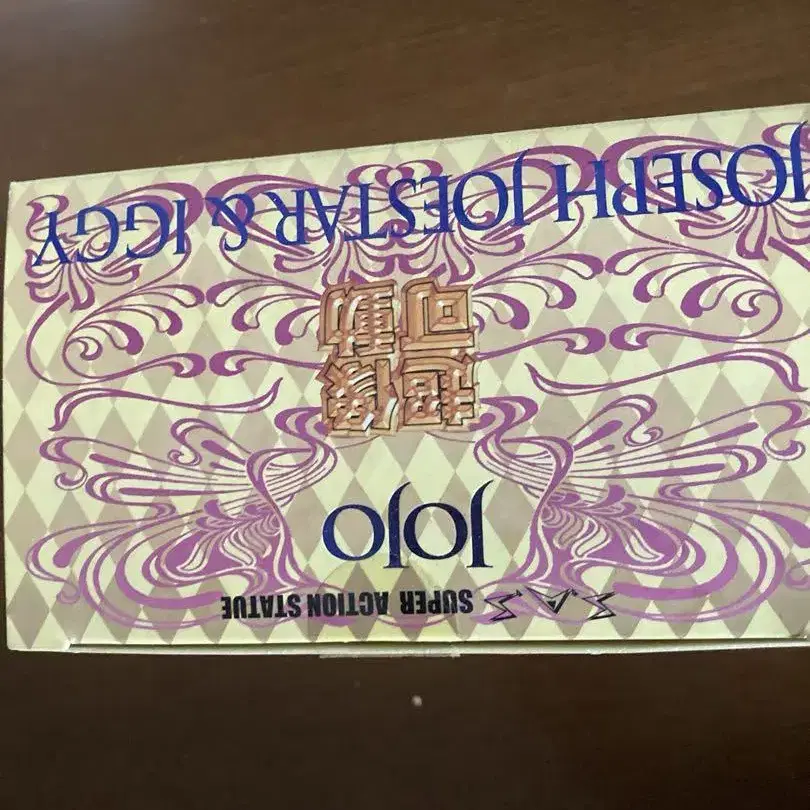 S.A.S SUPER ACTION STATUE
JOJO
超像
可動
JOSEPH JOESTAR & IGGY